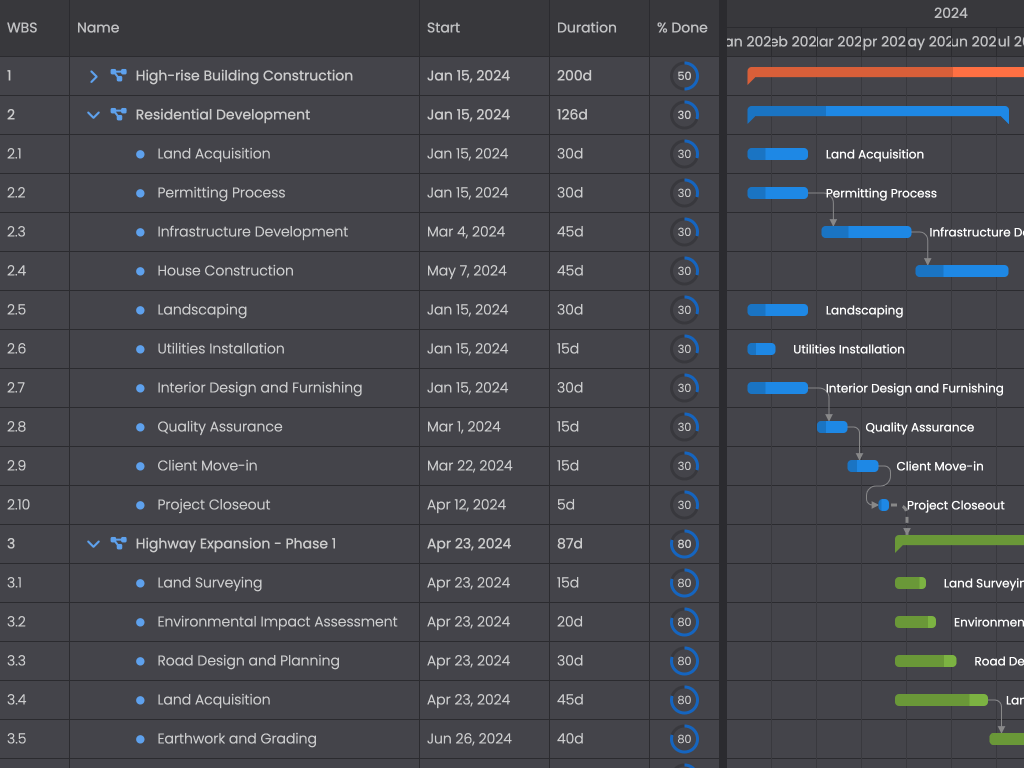 WBS Name Start Duration % Done 2024
an 202 eb 202 ar 202 pr 202 ay 202 un 202 ul 20
1 High-rise Building Construction Jan 15, 2024 200d 50
2 Residential Development Jan 15, 2024 126d 30
2.1 Land Acquisition Jan 15, 2024 30d 30 Land Acquisition
2.2 Permitting Process Jan 15, 2024 30d 30 Permitting Process
2.3 Infrastructure Development Mar 4, 2024 45d 30 Infrastructure D
2.4 House Construction May 7, 2024 45d 30
2.5 Landscaping Jan 15, 2024 30d 30 Landscaping
2.6 Utilities Installation Jan 15, 2024 15d 30 Utilities Installation
2.7 Interior Design and Furnishing Jan 15, 2024 30d 30 Interior Design and Furnishing
2.8 Quality Assurance Mar 1, 2024 15d 30 Quality Assurance
2.9 Client Move-in Mar 22, 2024 15d 30 Client Move-in
2.10 Project Closeout Apr 12, 2024 5d 30 Project Closeout
3 Highway Expansion - Phase 1 Apr 23, 2024 87d 80
3.1 Land Surveying Apr 23, 2024 15d 80 Land Surveyin
3.2 Environmental Impact Assessment Apr 23, 2024 20d 80 Environmen
3.3 Road Design and Planning Apr 23, 2024 30d 80 Road De
3.4 Land Acquisition Apr 23, 2024 45d 80 Lan
3.5 Earthwork and Grading Jun 26, 2024 40d 80